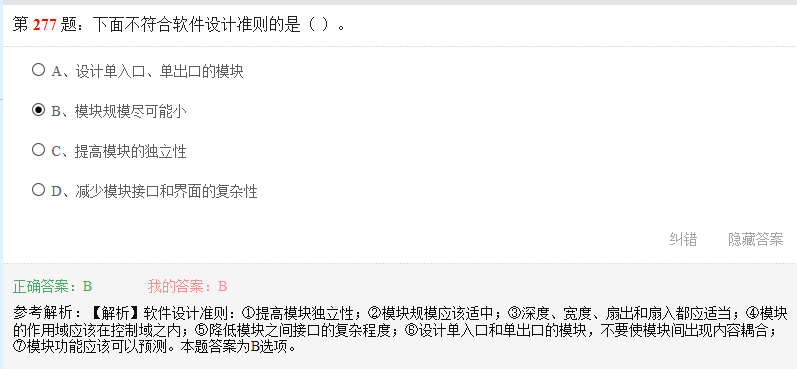 第 277 题：下面不符合软件设计准则的是（ ）。
A、设计单入口、单出口的模块
B、模块规模尽可能小
C、提高模块的独立性
D、减少模块接口和界面的复杂性
纠错 隐藏答案
正确答案：B 我的答案：B
参考解析：【解析】软件设计准则：①提高模块独立性；②模块规模应该适中；③深度、宽度、扇出和扇入都应适当；④模块
的作用域应该在控制域之内；⑤降低模块之间接口的复杂程度；⑥设计单入口和单出口的模块，不要使模块间出现内容耦合；
⑦模块功能应该可以预测。本题答案为B选项。